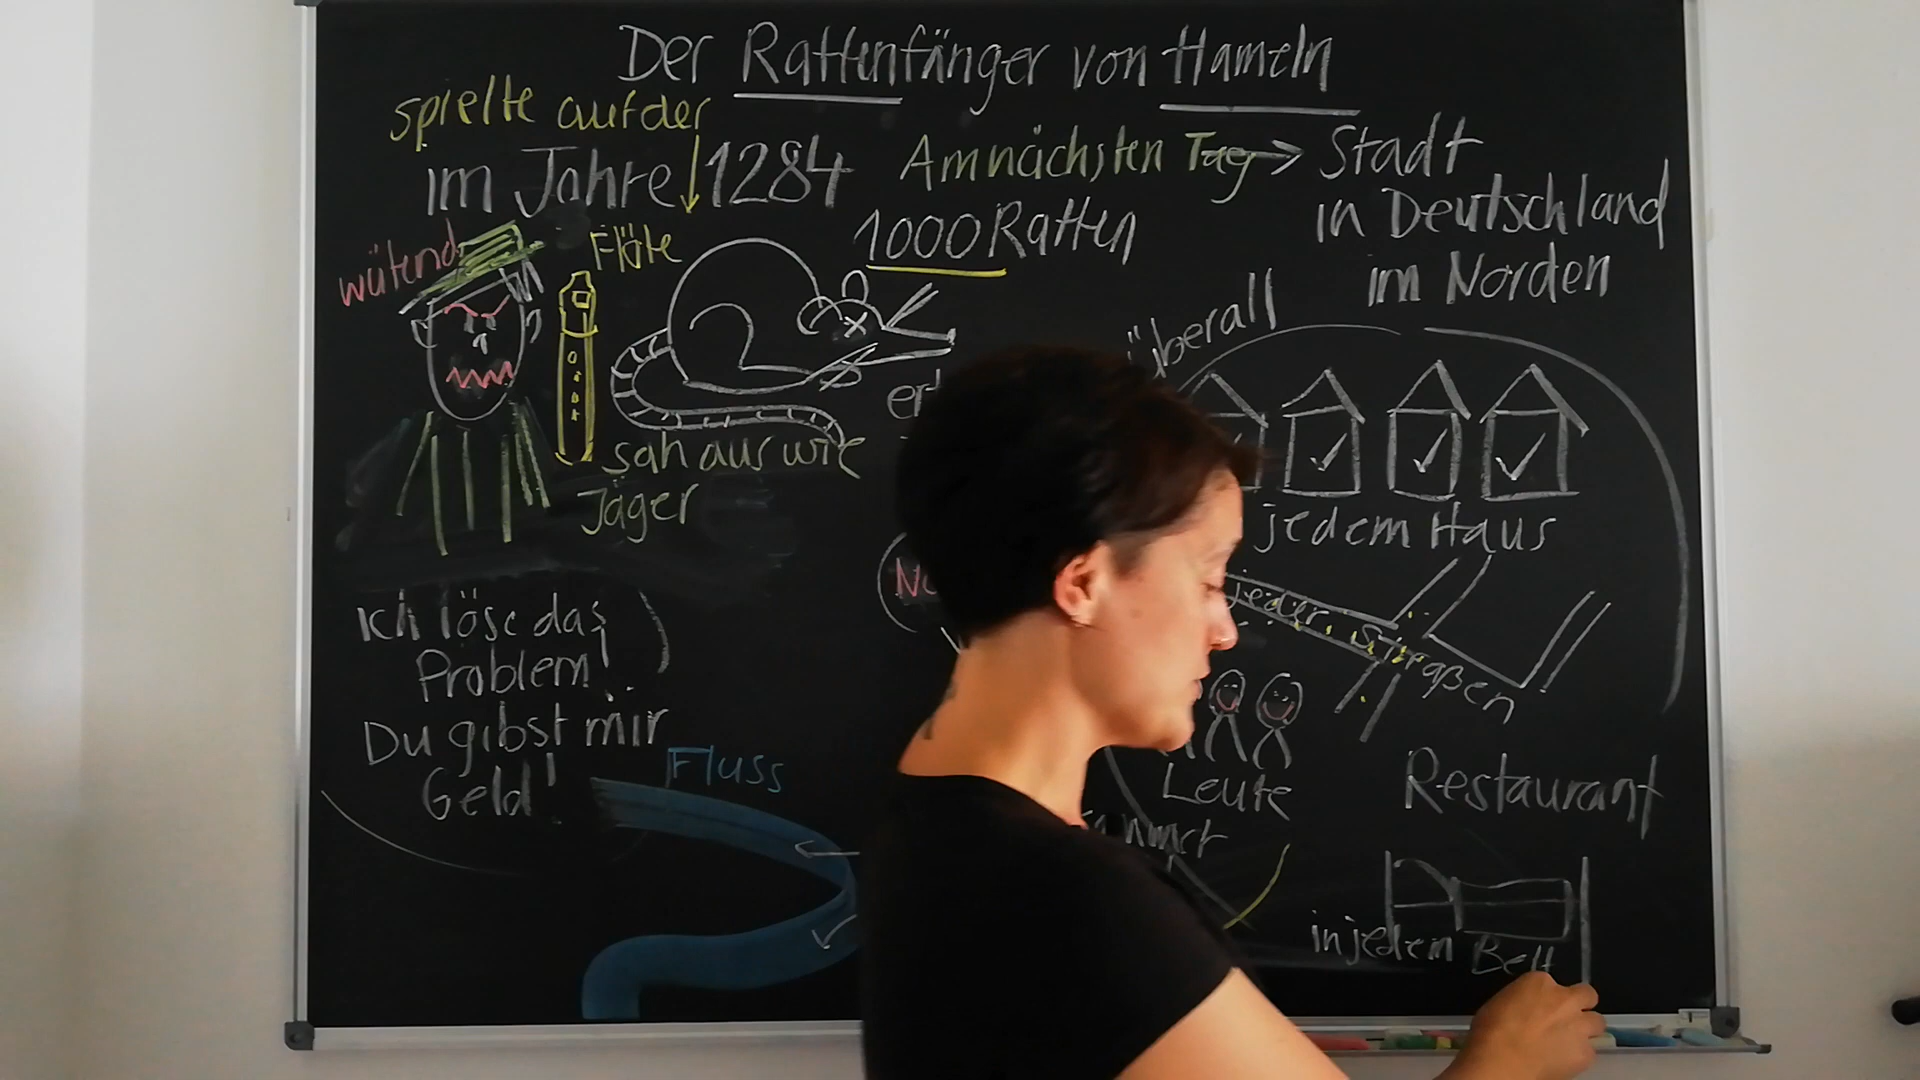 Der Rattenfänger von Hameln
spielte auf der
im Jahre 1284
Am nächsten Tag
Stadt
in Deutschland
im Norden
1000 Ratten
wütend
Flöte
überall
sah aus wie
Jäger
jedem Haus
Ich löse das
Problem!
Du gibst mir
Geld!
jeder Straßen
Fluss
Leute
Restaurant
in jedem Bett